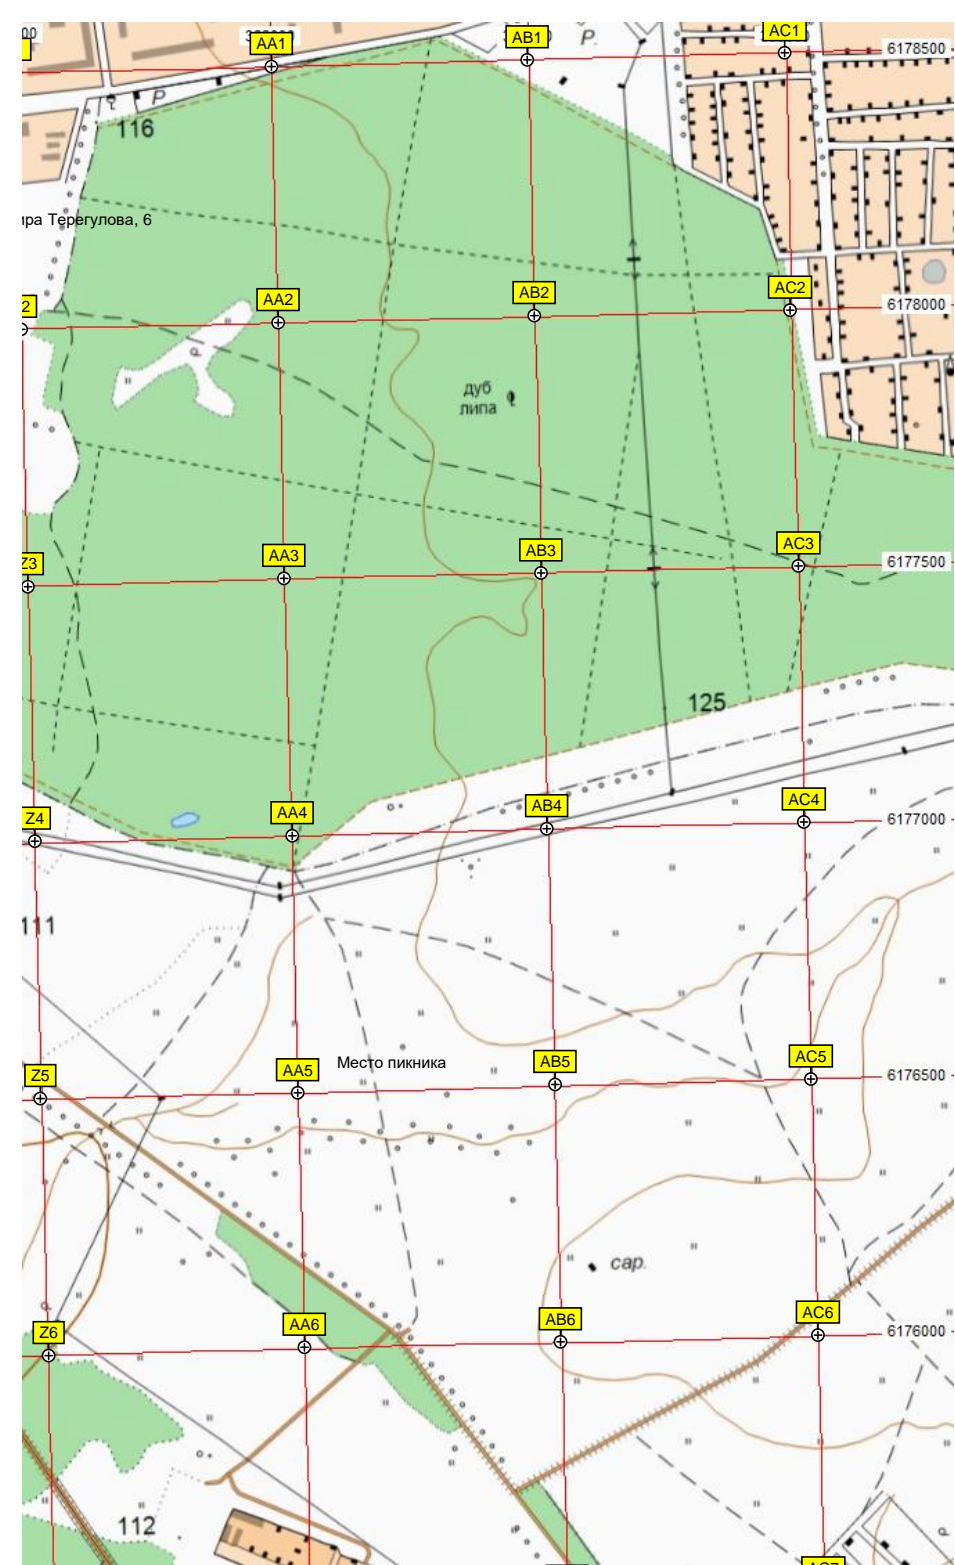 AA1
AB1
Р.
AC1
6178500
Р
116
ира Терегулова, 6
2
AA2
AB2
AC2
6178000
дуб
липа
Z3
AA3
AB3
AC3
6177500
125
Z4
AA4
AB4
AC4
6177000
111
Z5
AA5
Место пикника
AB5
AC5
6176500
сар.
Z6
AA6
AB6
AC6
6176000
112